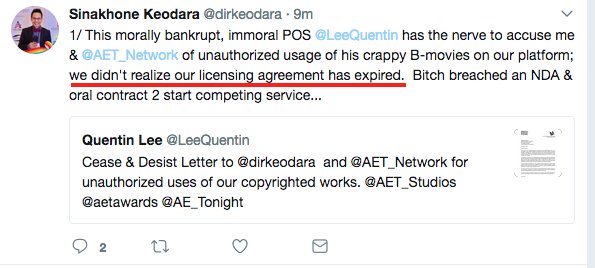 Sinakhone Keodara @dirkeodara · 9m
1/ This morally bankrupt, immoral POS @LeeQuentin has the nerve to accuse me
& @AET_Network of unauthorized usage of his crappy B-movies on our platform;
we didn't realize our licensing agreement has expired. Bitch breached an NDA &
oral contract 2 start competing service...
Quentin Lee @LeeQuentin
Cease & Desist Letter to @dirkeodara and @AET_Network for
unauthorized uses of our copyrighted works. @AET_Studios
@aetawards @AE_Tonight
2